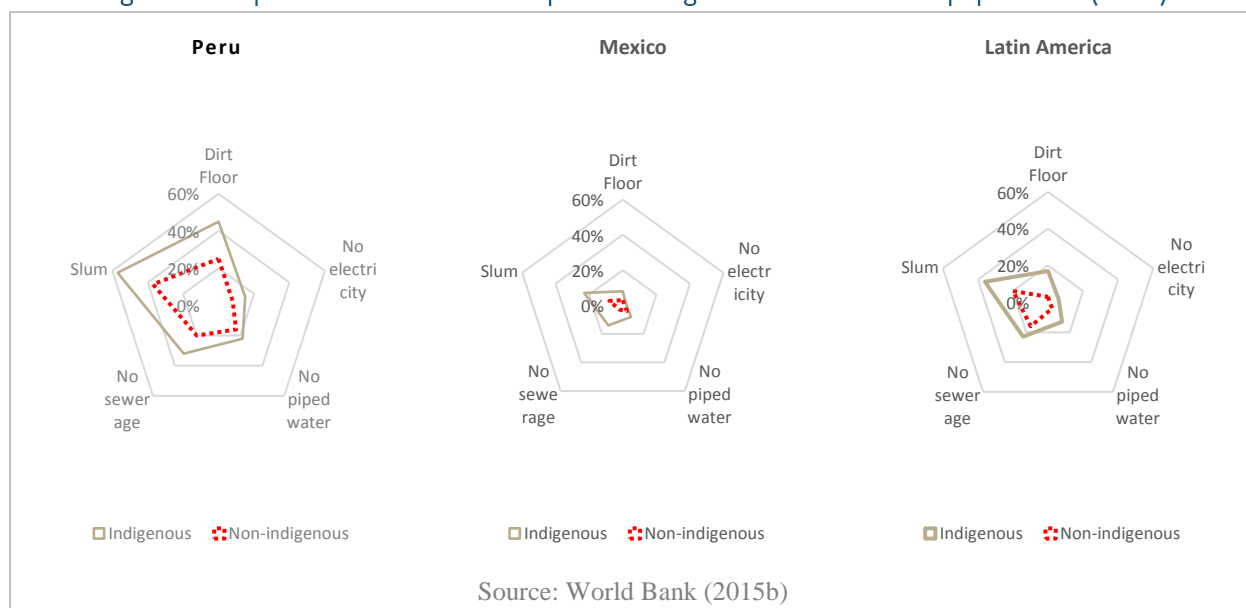 Peru
Dirt
Floor
60%
40%
20%
0%
No
electri
city
No
piped
water
No
sewer
age
Slum
Indigenous
Non-indigenous
Mexico
Dirt
Floor
60%
40%
20%
0%
No
electr
icity
No
piped
water
No
sewe
rage
Slum
Indigenous
Non-indigenous
Latin America
Dirt
Floor
60%
40%
20%
0%
No
electri
city
No
piped
water
No
sewer
age
Slum
Indigenous
Non-indigenous
Source: World Bank (2015b)